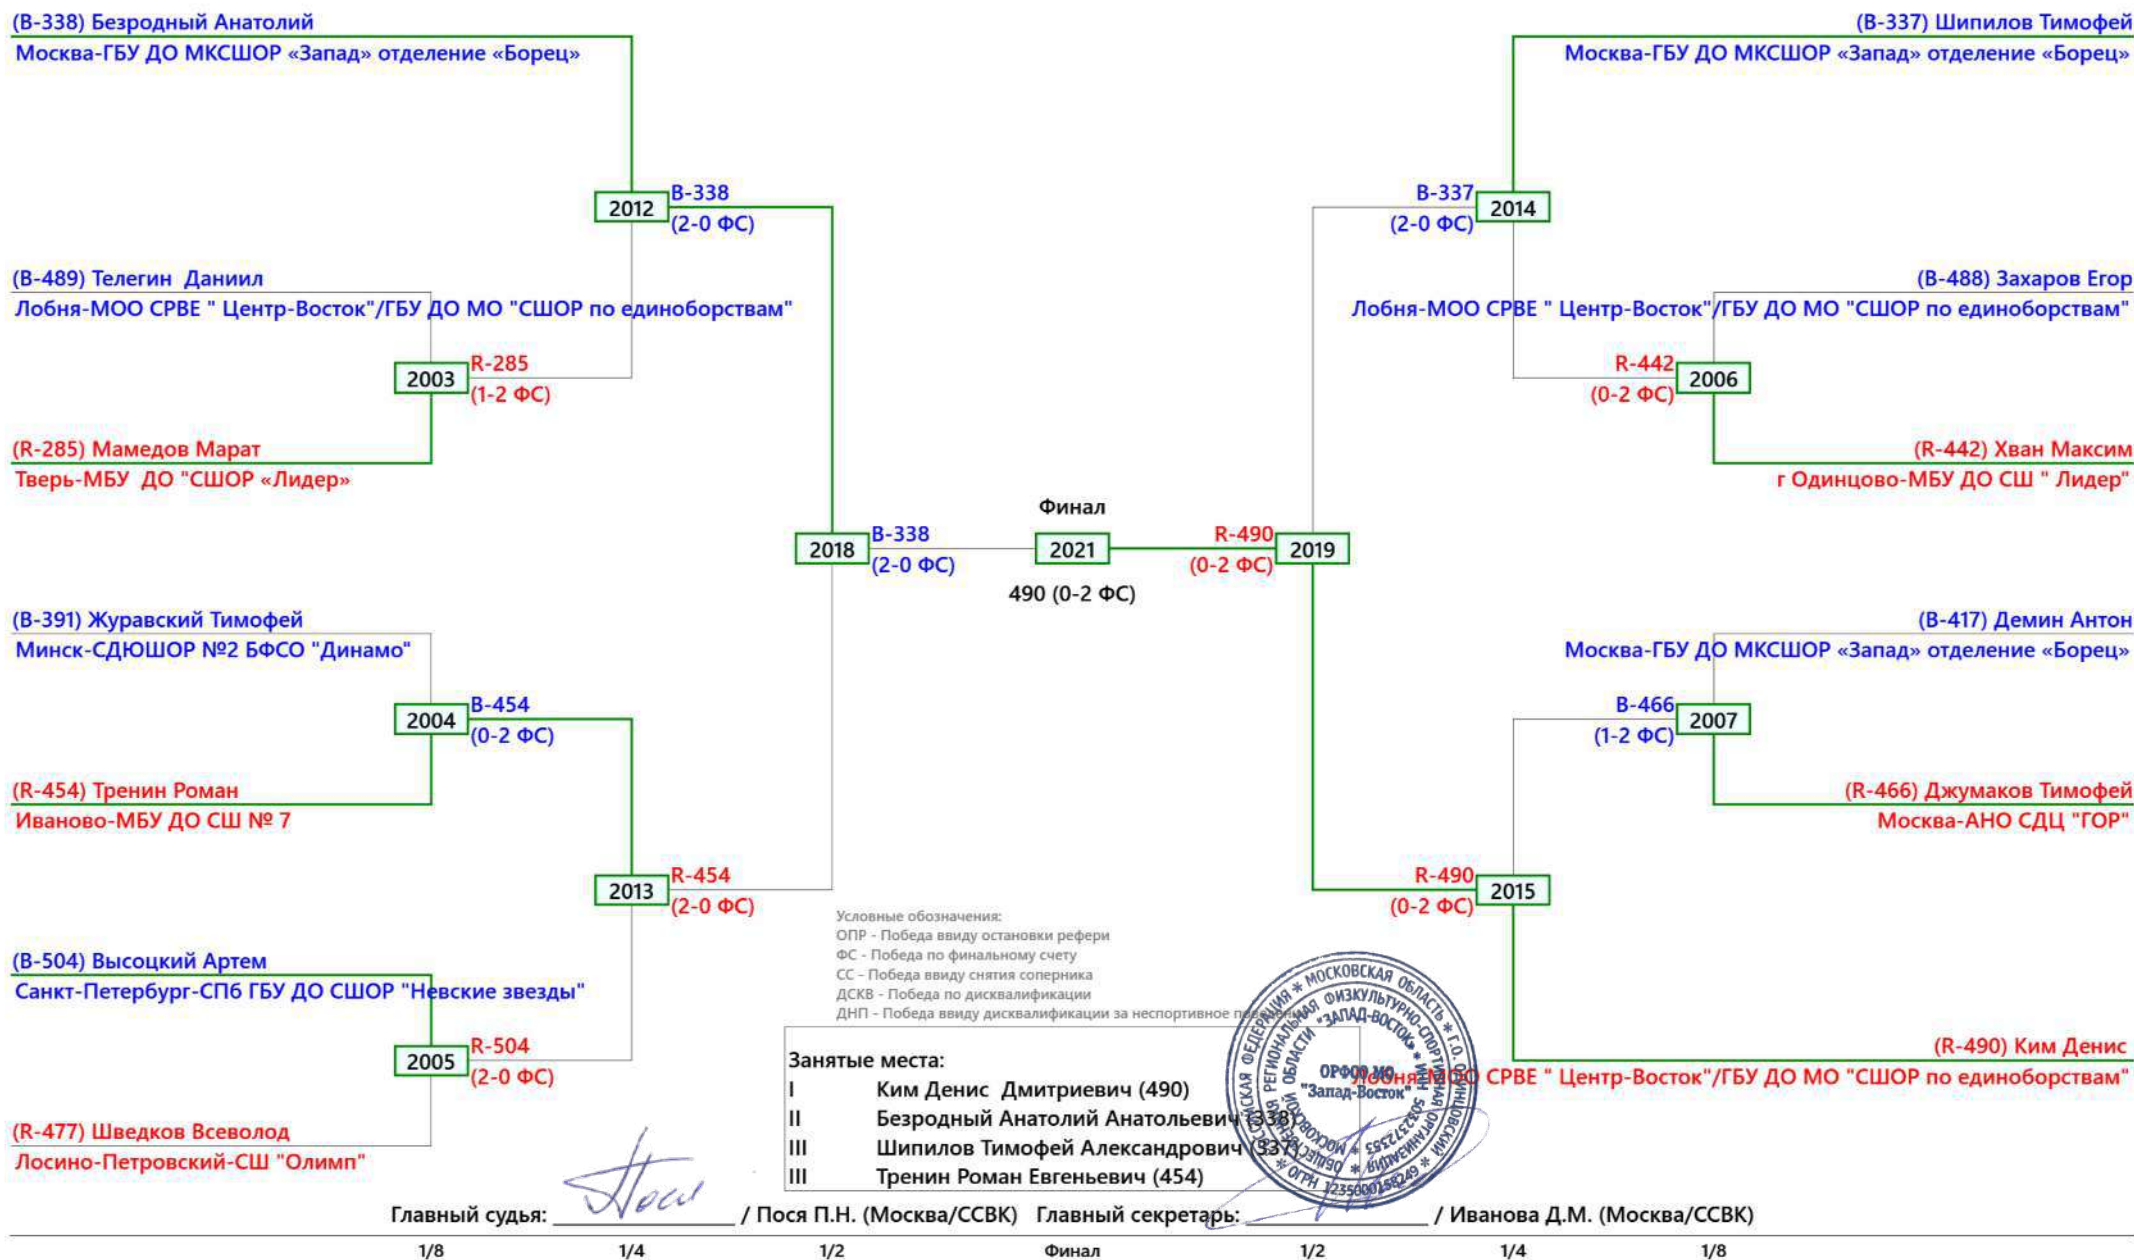 (B-338) Безродный Анатолий
Москва-ГБУ ДО МКСШОР «Запад» отделение «Борец»
(B-337) Шипилов Тимофей
Москва-ГБУ ДО МКСШОР «Запад» отделение «Борец»
2012
B-338
(2-0 ФС)
B-337
(2-0 ФС)
2014
(B-489) Телегин Даниил
Лобня-МОО СРВЕ " Центр-Восток"/ГБУ ДО МО "СШОР по единоборствам"
(B-488) Захаров Егор
Лобня-МОО СРВЕ " Центр-Восток"/ГБУ ДО МО "СШОР по единоборствам"
2003
R-285
(1-2 ФС)
R-442
(0-2 ФС)
2006
(R-285) Мамедов Марат
Тверь-МБУ ДО "СШОР «Лидер»
(R-442) Хван Максим
г Одинцово-МБУ ДО СШ " Лидер"
Финал
2018
B-338
(2-0 ФС)
2021
R-490
(0-2 ФС)
2019
490 (0-2 ФС)
(B-391) Журавский Тимофей
Минск-СДЮШОР №2 БФСО "Динамо"
(B-417) Демин Антон
Москва-ГБУ ДО МКСШОР «Запад» отделение «Борец»
2004
B-454
(0-2 ФС)
B-466
(1-2 ФС)
2007
(R-454) Тренин Роман
Иваново-МБУ ДО СШ № 7
(R-466) Джумаков Тимофей
Москва-АНО СДЦ "ГОР"
2013
R-454
(2-0 ФС)
R-490
(0-2 ФС)
2015
Условные обозначения:
ОПР - Победа ввиду остановки рефери
ФС - Победа по финальному счету
СС - Победа ввиду снятия соперника
ДСКВ - Победа по дисквалификации
ДНП - Победа ввиду дисквалификации за неспортивное
(B-504) Высоцкий Артем
Санкт-Петербург-СПб ГБУ ДО СШОР "Невские звезды"
2005
R-504
(2-0 ФС)
(R-490) Ким Денис
Лобня-МОО СРВЕ " Центр-Восток"/ГБУ ДО МО "СШОР по единоборствам"
(R-477) Шведков Всеволод
Лосино-Петровский-СШ "Олимп"
Занятые места:
I Ким Денис Дмитриевич (490)
II Безродный Анатолий Анатольевич (338)
III Шипилов Тимофей Александрович (337)
III Тренин Роман Евгеньевич (454)
РОССИЙСКАЯ ФЕДЕРАЦИЯ * МОСКОВСКАЯ ОБЛАСТЬ * Г.О. ОДИНЦОВСКИЙ *
ОРФСО МО
"Запад-Восток"
Главный судья: / Пося П.Н. (Москва/ССВК) Главный секретарь: / Иванова Д.М. (Москва/ССВК)
1/8 1/4 1/2 Финал 1/2 1/4 1/8